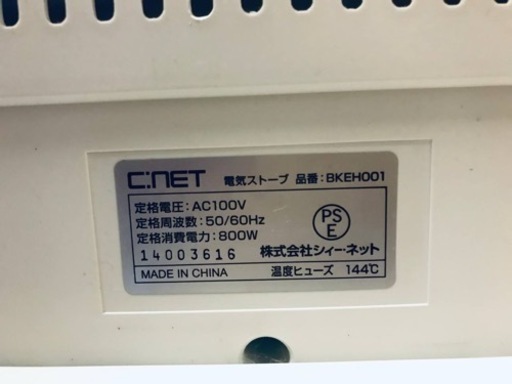 C:NET 電気ストーブ 品番:BKEH001
定格電圧:AC100V
定格周波数:50/60Hz
定格消費電力:800W
PS
E
14003616
株式会社シィー・ネット
MADE IN CHINA
温度ヒューズ 144℃